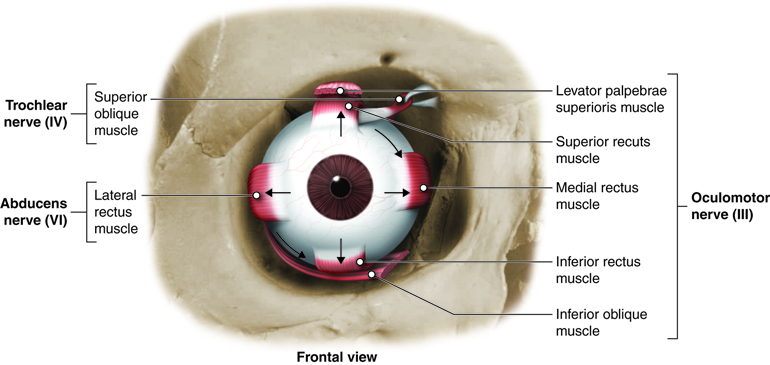 Trochlear
nerve (IV)
Superior
oblique
muscle
Abducens
nerve (VI)
Lateral
rectus
muscle
Levator palpebrae
superioris muscle
Superior recuts
muscle
Medial rectus
muscle
Inferior rectus
muscle
Inferior oblique
muscle
Oculomotor
nerve (III)
Frontal view